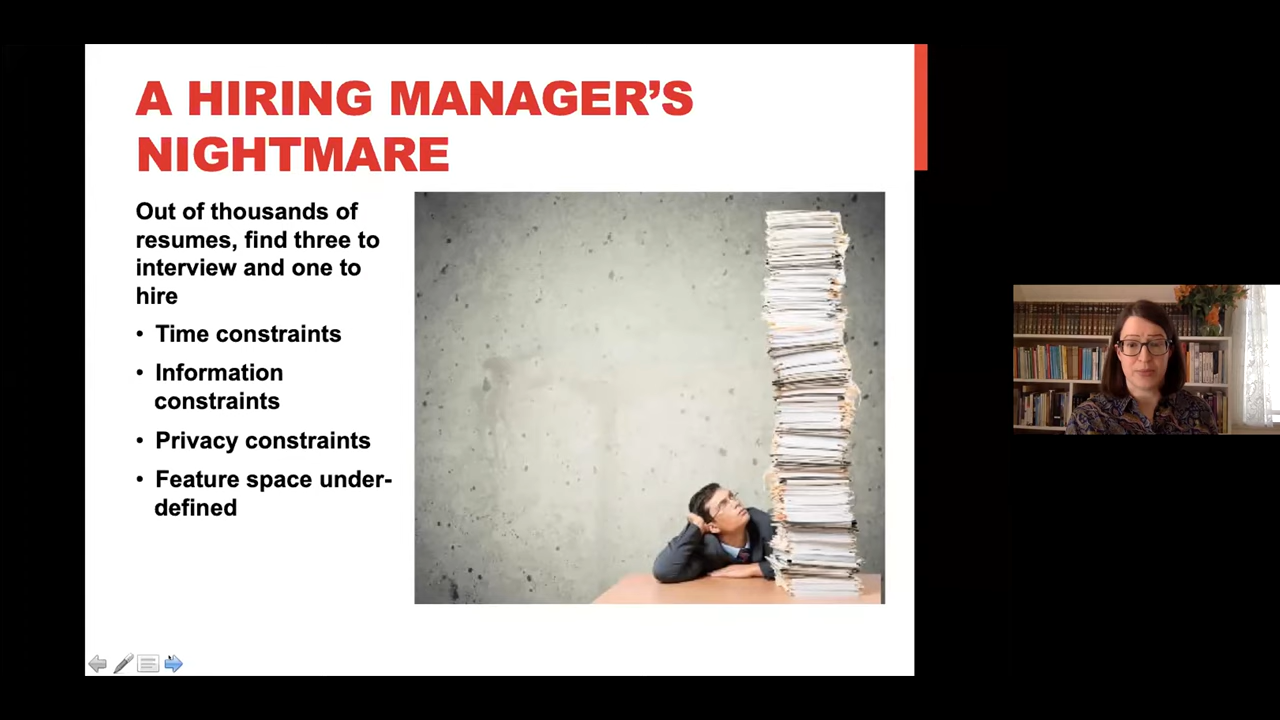 A HIRING MANAGER’S
NIGHTMARE
Out of thousands of
resumes, find three to
interview and one to
hire
• Time constraints
• Information
constraints
• Privacy constraints
• Feature space under-
defined